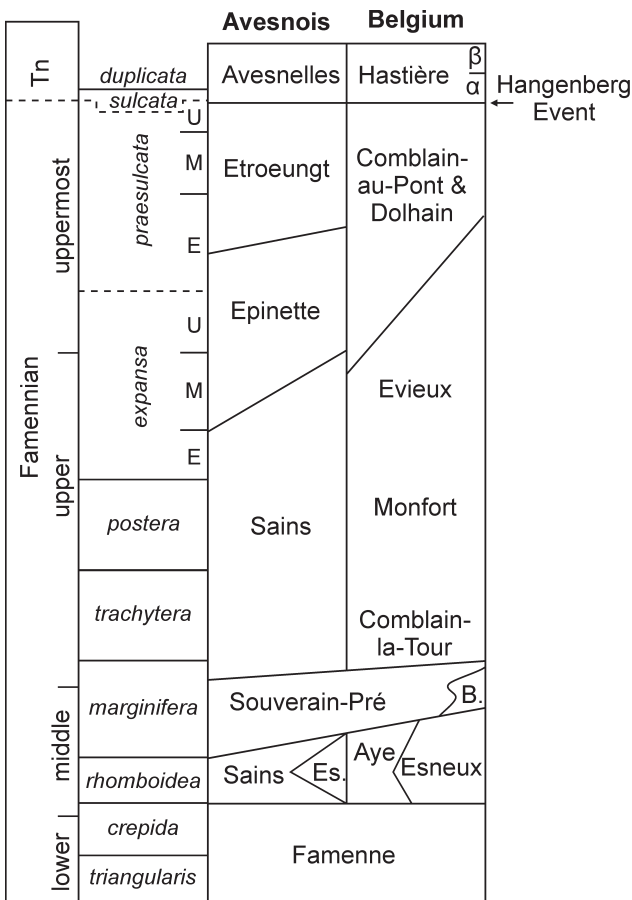 Avesnois
Belgium
Tn
duplicata
sulcata
Avesnelles
Hastière
β
α
Hangenberg
Event
Famennian
uppermost
praesulcata
U
M
E
Etroeungt
Comblain-
au-Pont &
Dolhain
expansa
U
M
E
Epinette
Evieux
upper
postera
Sains
Monfort
trachytera
Comblain-
la-Tour
middle
marginifera
Souverain-Pré
B.
rhomboidea
Sains
Es.
Aye
Esneux
lower
crepida
Famenne
triangularis